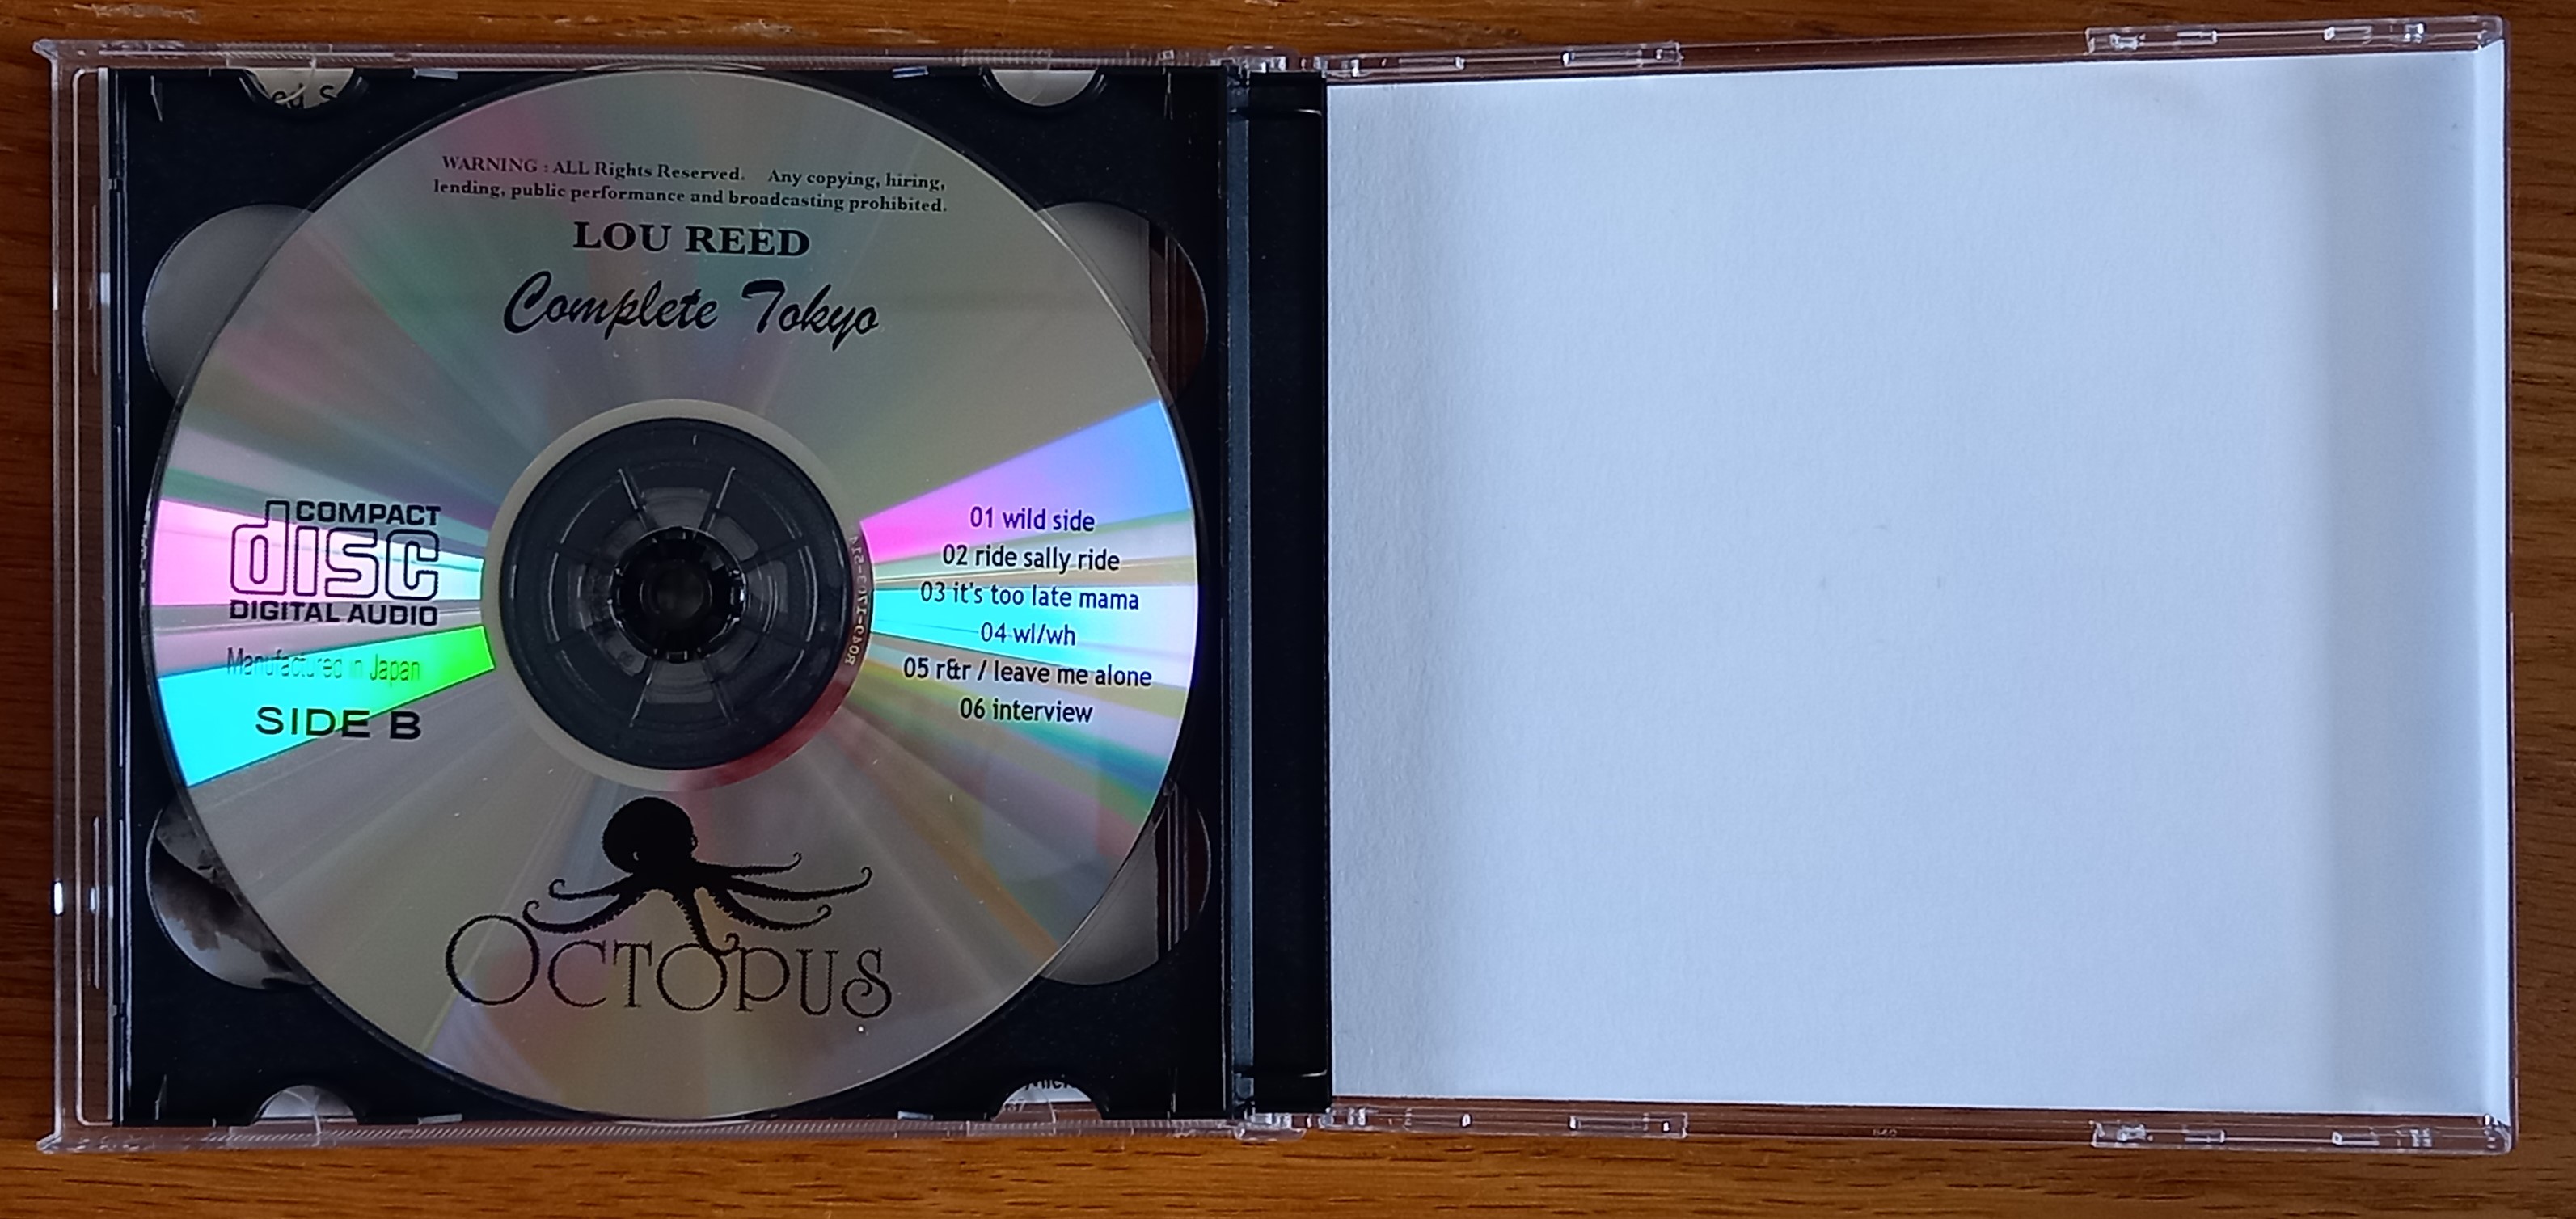 WARNING : ALL Rights Reserved. Any copying, hiring,
lending, public performance and broadcasting prohibited.
LOU REED
Complete Tokyo
COMPACT
disc
DIGITAL AUDIO
Manufactured in Japan
SIDE B
01 wild side
02 ride sally ride
03 it's too late mama
04 wl/wh
05 r&r / leave me alone
06 interview
OCTOPUS